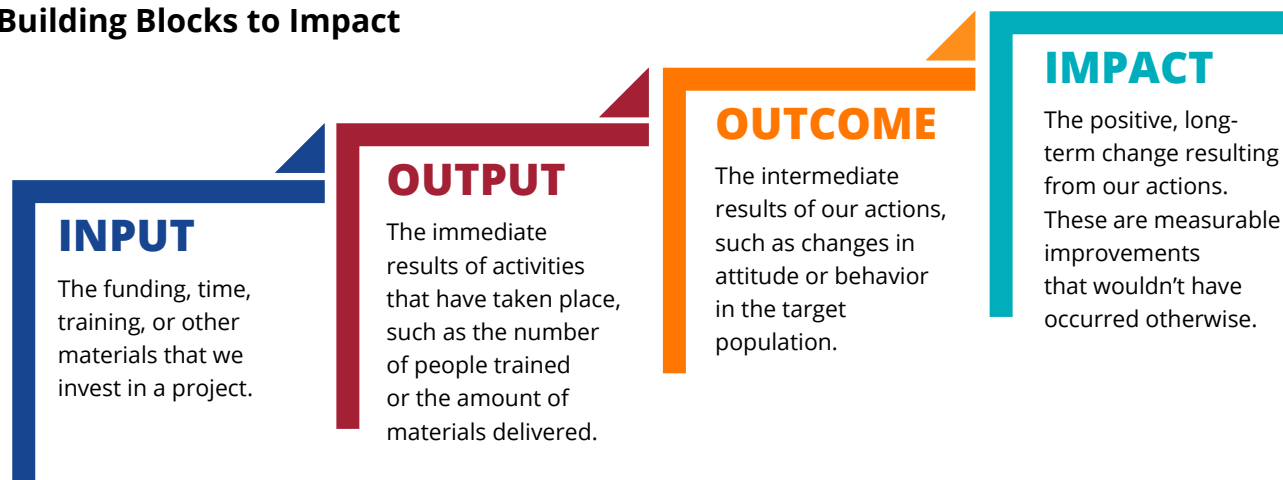 Building Blocks to Impact
INPUT
The funding, time,
training, or other
materials that we
invest in a project.
OUTPUT
The immediate
results of activities
that have taken place,
such as the number
of people trained
or the amount of
materials delivered.
OUTCOME
The intermediate
results of our actions,
such as changes in
attitude or behavior
in the target
population.
IMPACT
The positive, long-
term change resulting
from our actions.
These are measurable
improvements
that wouldn’t have
occurred otherwise.